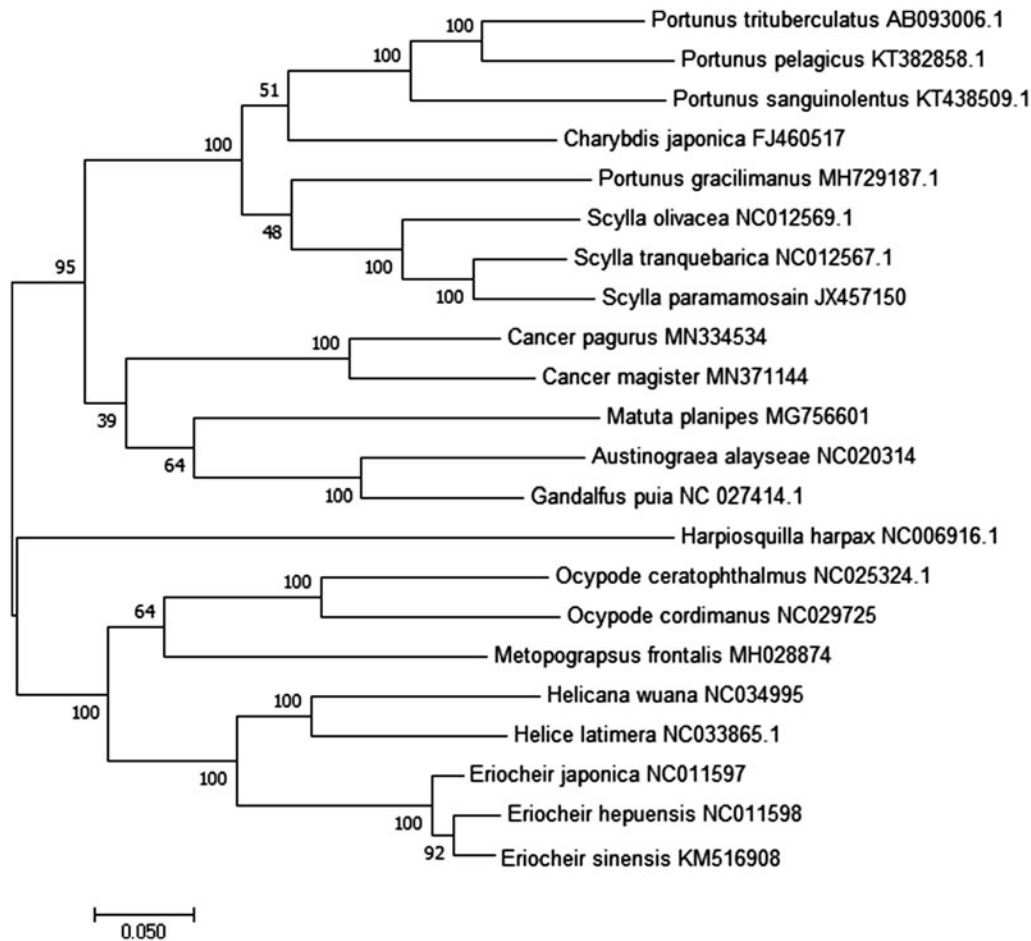 Portunus trituberculatus AB093006.1
100
Portunus pelagicus KT382858.1
100
Portunus sanguinolentus KT438509.1
51
Charybdis japonica FJ460517
100
Portunus gracilimanus MH729187.1
Scylla olivacea NC012569.1
48
Scylla tranquebarica NC012567.1
100
95
Scylla paramamosain JX457150
100
Cancer pagurus MN334534
100
Cancer magister MN371144
Matuta planipes MG756601
39
Austinograea alayseae NC020314
64
Gandalfus puia NC 027414.1
100
Harpiosquilla harpax NC006916.1
Ocypode ceratophthalmus NC025324.1
100
64
Ocypode cordimanus NC029725
Metopograpsus frontalis MH028874
Helicana wuana NC034995
100
100
Helice latimera NC033865.1
Eriocheir japonica NC011597
100
Eriocheir hepuensis NC011598
100
92
Eriocheir sinensis KM516908
0.050